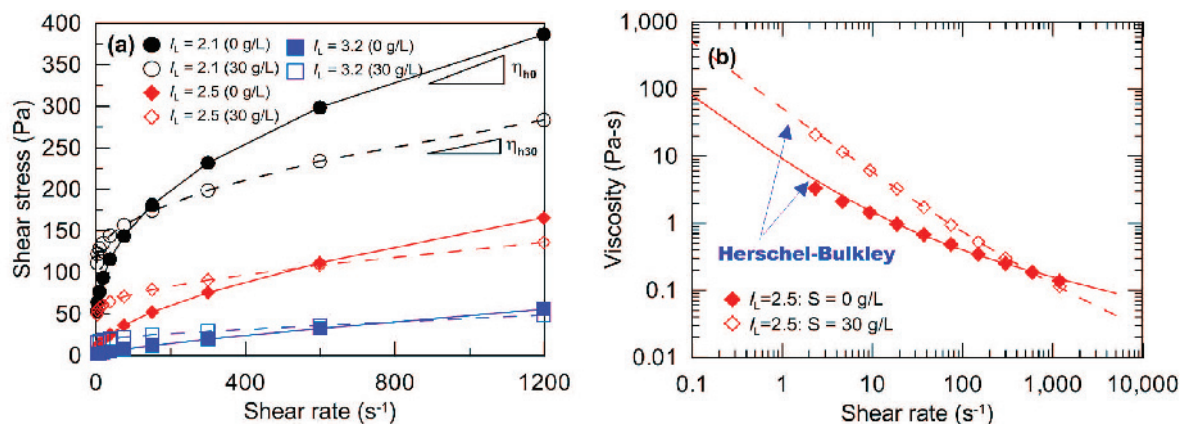 (a)
I_L = 2.1 (0 g/L)
I_L = 2.1 (30 g/L)
I_L = 2.5 (0 g/L)
I_L = 2.5 (30 g/L)
I_L = 3.2 (0 g/L)
I_L = 3.2 (30 g/L)
η_h0
η_h30
Shear stress (Pa)
400
350
300
250
200
150
100
50
0
0 400 800 1200
Shear rate (s⁻¹)
(b)
Viscosity (Pa-s)
1,000
100
10
1
0.1
0.01
Herschel-Bulkley
I_L=2.5: S = 0 g/L
I_L=2.5: S = 30 g/L
0.1 1 10 100 1,000 10,000
Shear rate (s⁻¹)